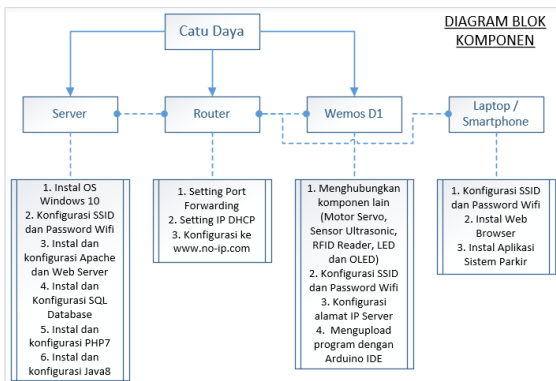 DIAGRAM BLOK
KOMPONEN
Catu Daya
Server
Router
Wemos D1
Laptop /
Smartphone
1. Instal OS
Windows 10
2. Konfigurasi SSID
dan Password Wifi
3. Instal dan
konfigurasi Apache
dan Web Server
4. Instal dan
Konfigurasi SQL
Database
5. Instal dan
konfigurasi PHP7
6. Instal dan
konfigurasi Java8
1. Setting Port
Forwarding
2. Setting IP DHCP
3. Konfigurasi ke
www.no-ip.com
1. Menghubungkan
komponen lain
(Motor Servo,
Sensor Ultrasonic,
RFID Reader, LED
dan OLED)
2. Konfigurasi SSID
dan Password Wifi
3. Konfigurasi
alamat IP Server
4. Mengupload
program dengan
Arduino IDE
1. Konfigurasi SSID
dan Password Wifi
2. Instal Web
Browser
3. Instal Aplikasi
Sistem Parkir